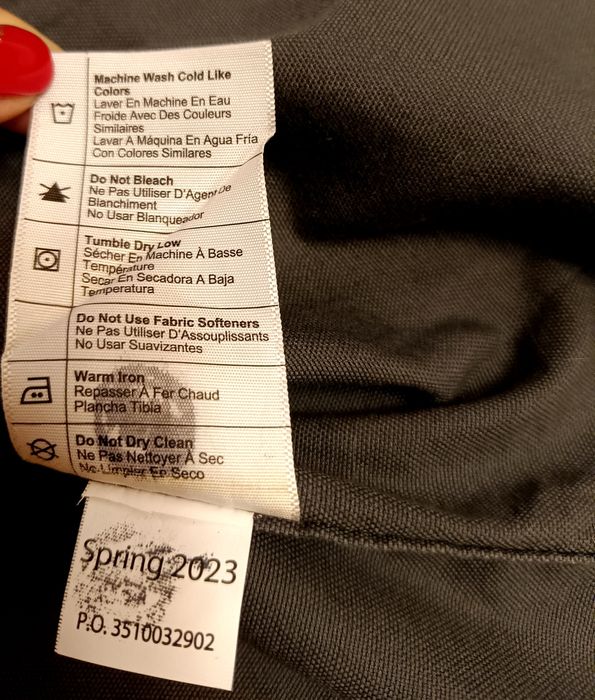 Machine Wash Cold Like
Colors
Laver En Machine En Eau
Froide Avec Des Couleurs
Similaires
Lavar A Máquina En Agua Fría
Con Colores Similares
Do Not Bleach
Ne Pas Utiliser D'Agent De
Blanchiment
No Usar Blanqueador
Tumble Dry Low
Sécher En Machine À Basse
Température
Secar En Secadora A Baja
Temperatura
Do Not Use Fabric Softeners
Ne Pas Utiliser D'Assouplissants
No Usar Suavizantes
Warm Iron
Repasser À Fer Chaud
Plancha Tibia
Do Not Dry Clean
Ne Pas Nettoyer À Sec
No Limpier En Seco
Spring 2023
P.O. 3510032902